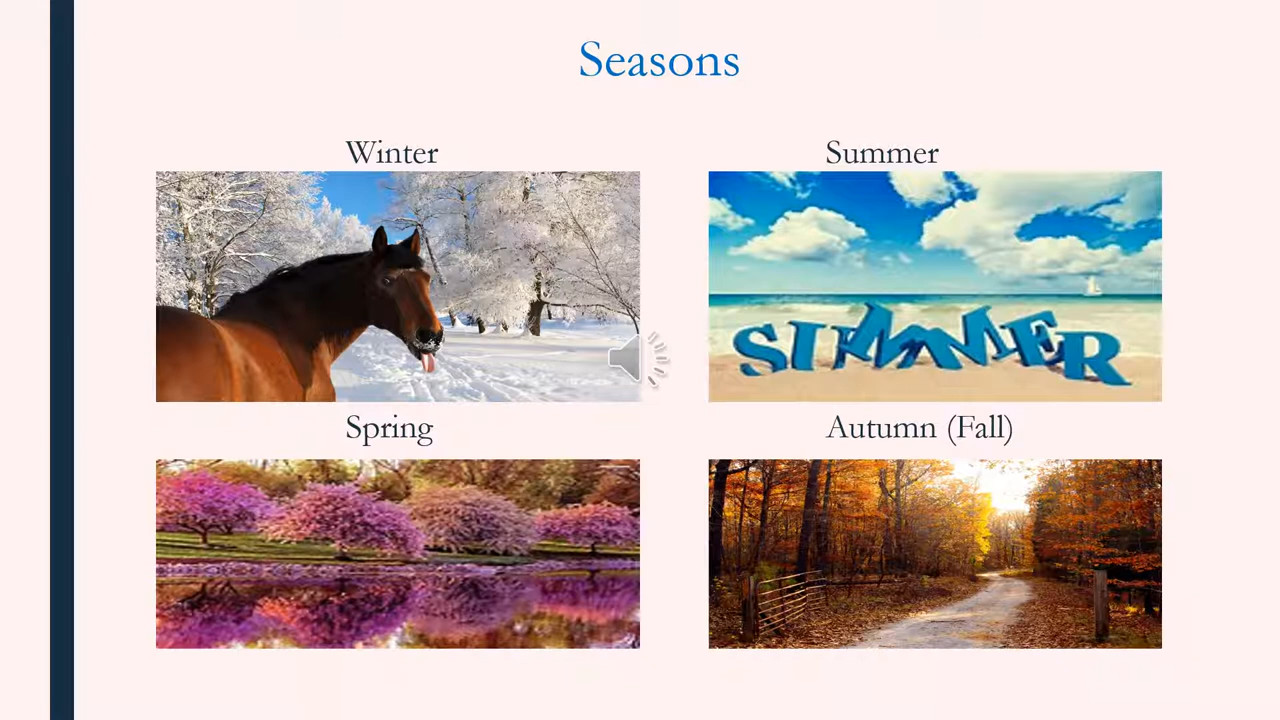 Seasons
Winter
Summer
SUMMER
Spring
Autumn (Fall)